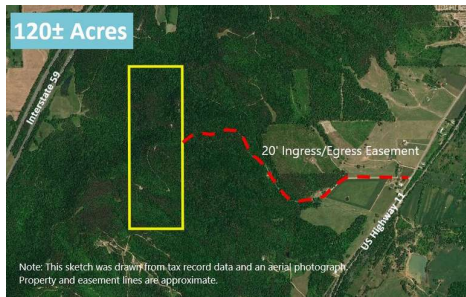 120± Acres
Interstate 59
20' Ingress/Egress Easement
US Highway 11
Note: This sketch was drawn from tax record data and an aerial photograph.
Property and easement lines are approximate.